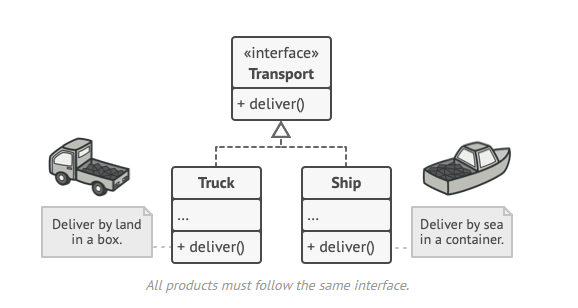 «interface»
Transport
+ deliver()
Truck
...
+ deliver()
Ship
...
+ deliver()
Deliver by land
in a box.
Deliver by sea
in a container.
All products must follow the same interface.